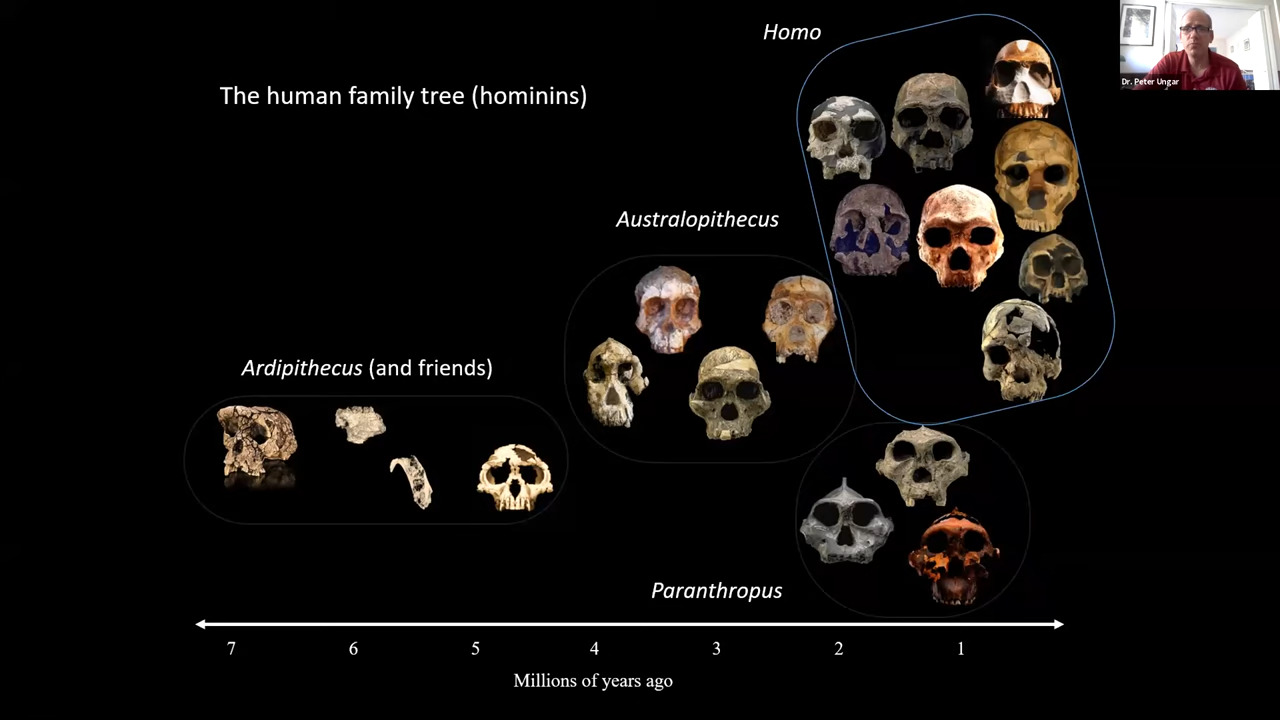 Homo
Dr. Peter Ungar
The human family tree (hominins)
Australopithecus
Ardipithecus (and friends)
Paranthropus
7 6 5 4 3 2 1
Millions of years ago